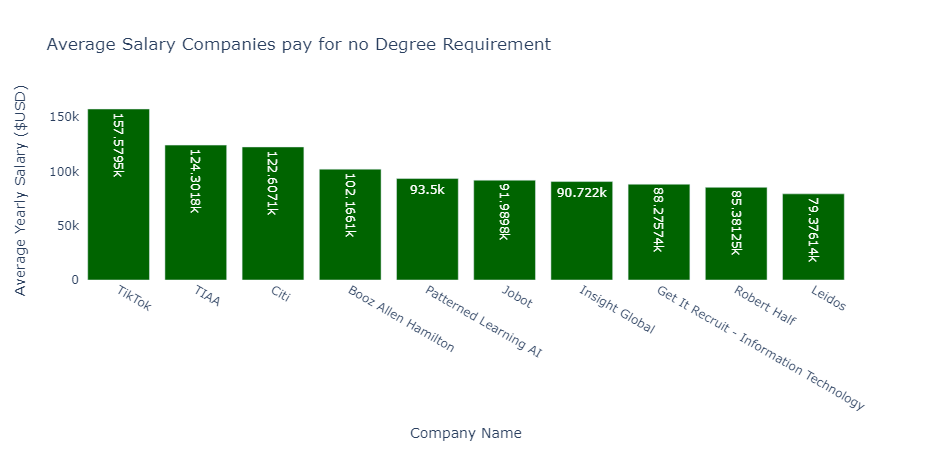 Average Salary Companies pay for no Degree Requirement
Average Yearly Salary ($USD)
150k
100k
50k
0
157.5795k
124.3018k
122.6071k
102.1661k
93.5k
91.9898k
90.722k
88.27574k
85.38125k
79.37614k
TikTok
TIAA
Citi
Booz Allen Hamilton
Patterned Learning AI
Jobot
Insight Global
Get It Recruit - Information Technology
Robert Half
Leidos
Company Name